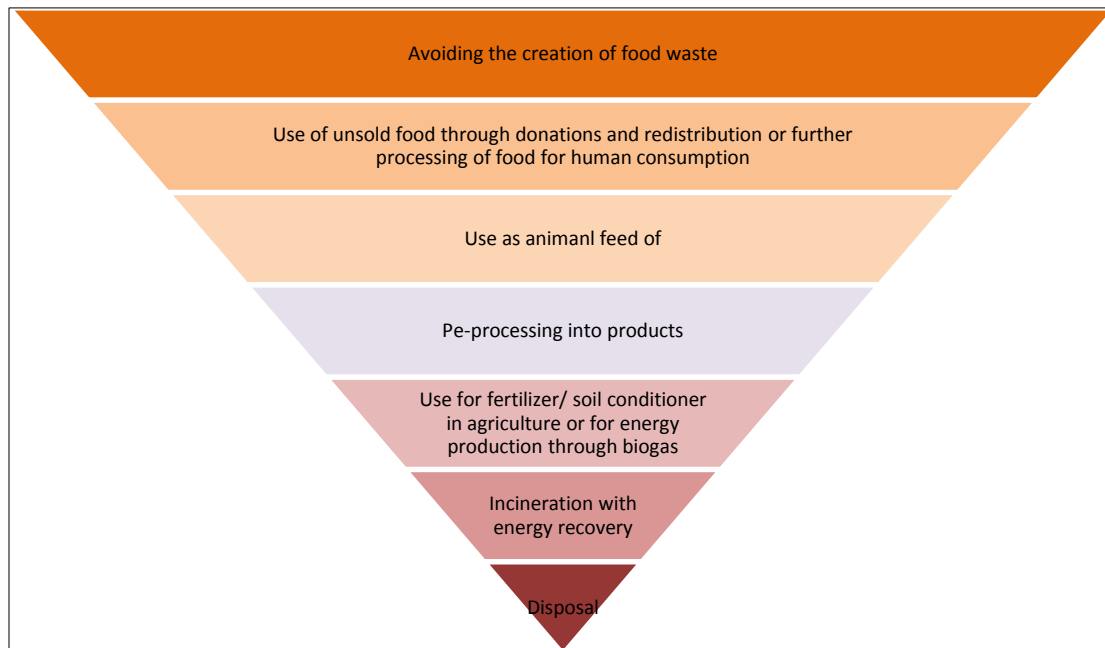 Avoiding the creation of food waste
Use of unsold food through donations and redistribution or further
processing of food for human consumption
Use as animanl feed of
Pe-processing into products
Use for fertilizer/ soil conditioner
in agriculture or for energy
production through biogas
Incineration with
energy recovery
Disposal